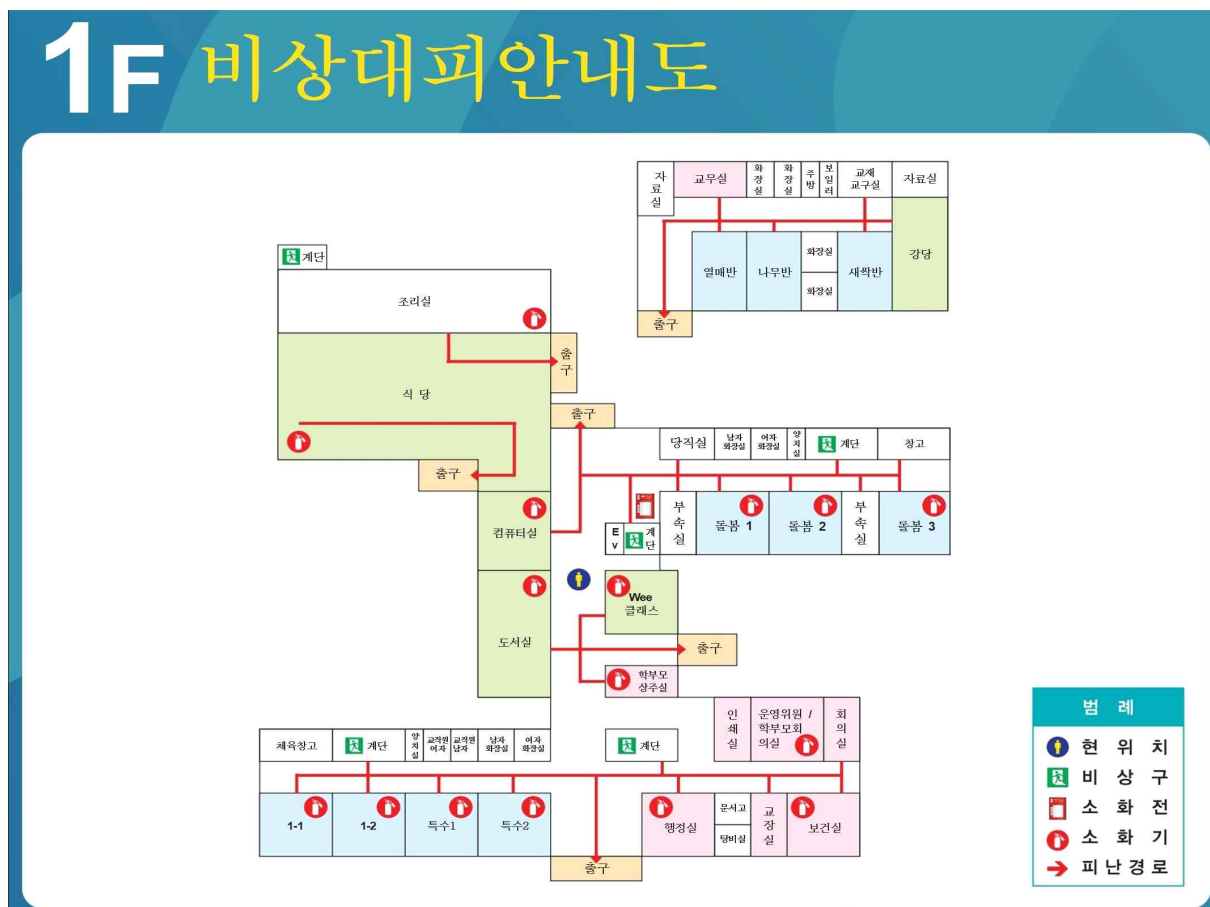 1F 비상대피안내도
자료실
교무실
화장실
화장실
주방
보일러
교재
교구실
자료실
열매반
나무반
화장실
화장실
새싹반
강당
출구
계단
조리실
출구
식 당
출구
출구
당직실
남자
화장실
여자
화장실
양치실
계단
창고
컴퓨터실
Ev
계단
부속실
돌봄 1
돌봄 2
부속실
돌봄 3
Wee
클래스
도서실
출구
학부모
상주실
인쇄실
운영위원 /
학부모회
의실
회의실
체육창고
계단
양치실
교직원
여자
교직원
남자
남자
화장실
여자
화장실
계단
1-1
1-2
특수1
특수2
행정실
문서고
탕비실
교장실
보건실
출구
범 례
현 위 치
비 상 구
소 화 전
소 화 기
피 난 경 로